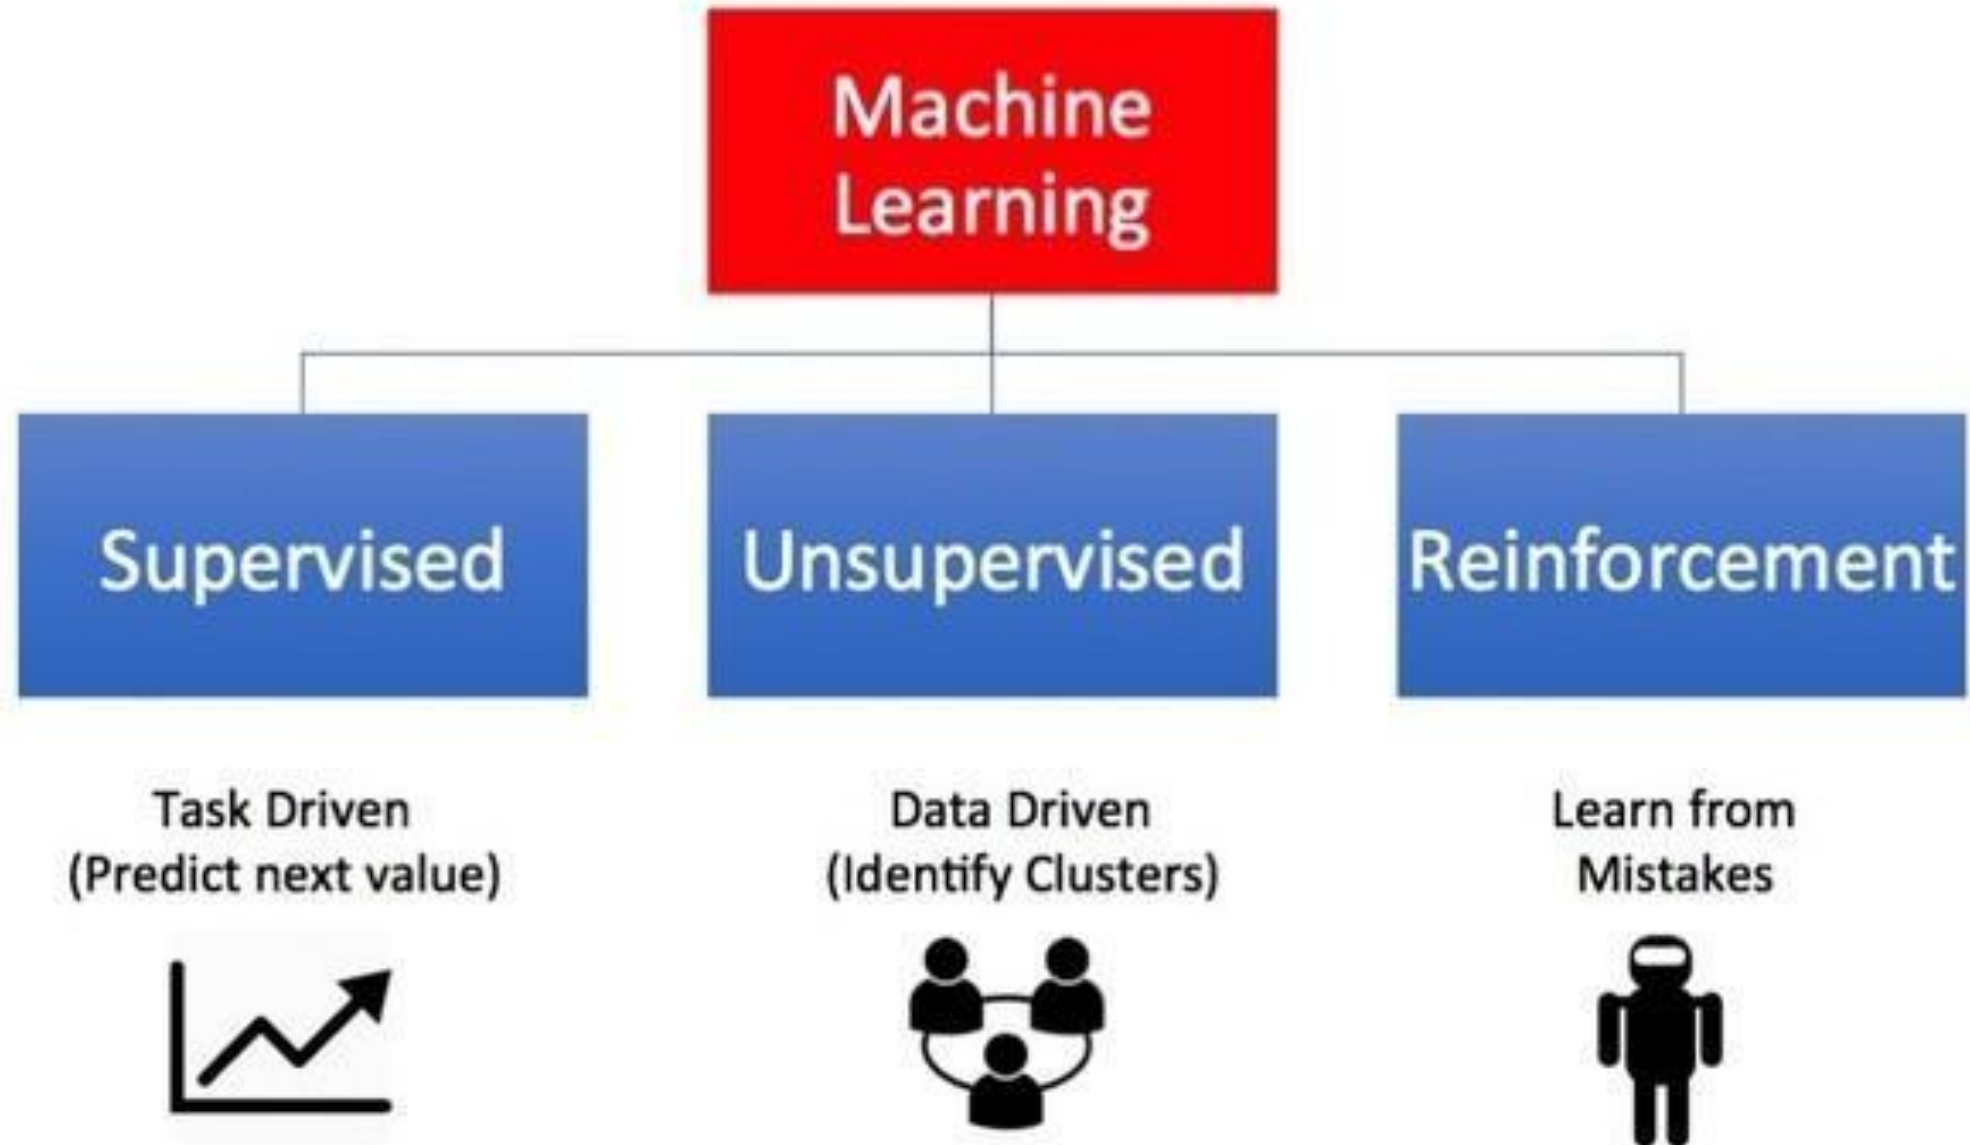 Machine
Learning
Supervised
Unsupervised
Reinforcement
Task Driven
(Predict next value)
Data Driven
(Identify Clusters)
Learn from
Mistakes